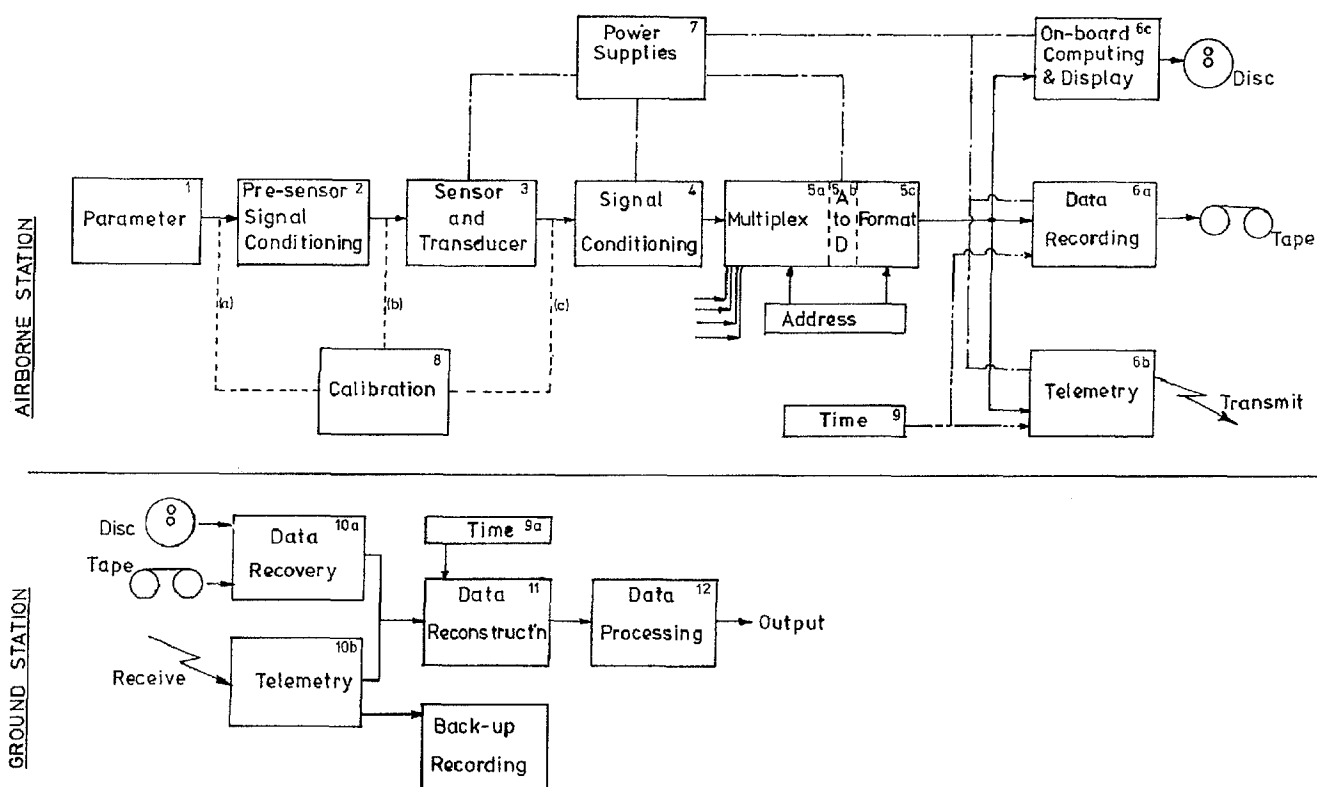 AIRBORNE STATION
7
Power
Supplies
On-board 6c
Computing
& Display
8
Disc
1
Parameter
2
Pre-sensor
Signal
Conditioning
3
Sensor
and
Transducer
4
Signal
Conditioning
5a
Multiplex
5b
A
to
D
5c
Format
6a
Data
Recording
Tape
(a)
(b)
(c)
Address
8
Calibration
6b
Telemetry
Transmit
Time 9
GROUND STATION
Disc
8
Tape
10a
Data
Recovery
Time 9a
11
Data
Reconstruct'n
12
Data
Processing
Output
Receive
10b
Telemetry
Back-up
Recording